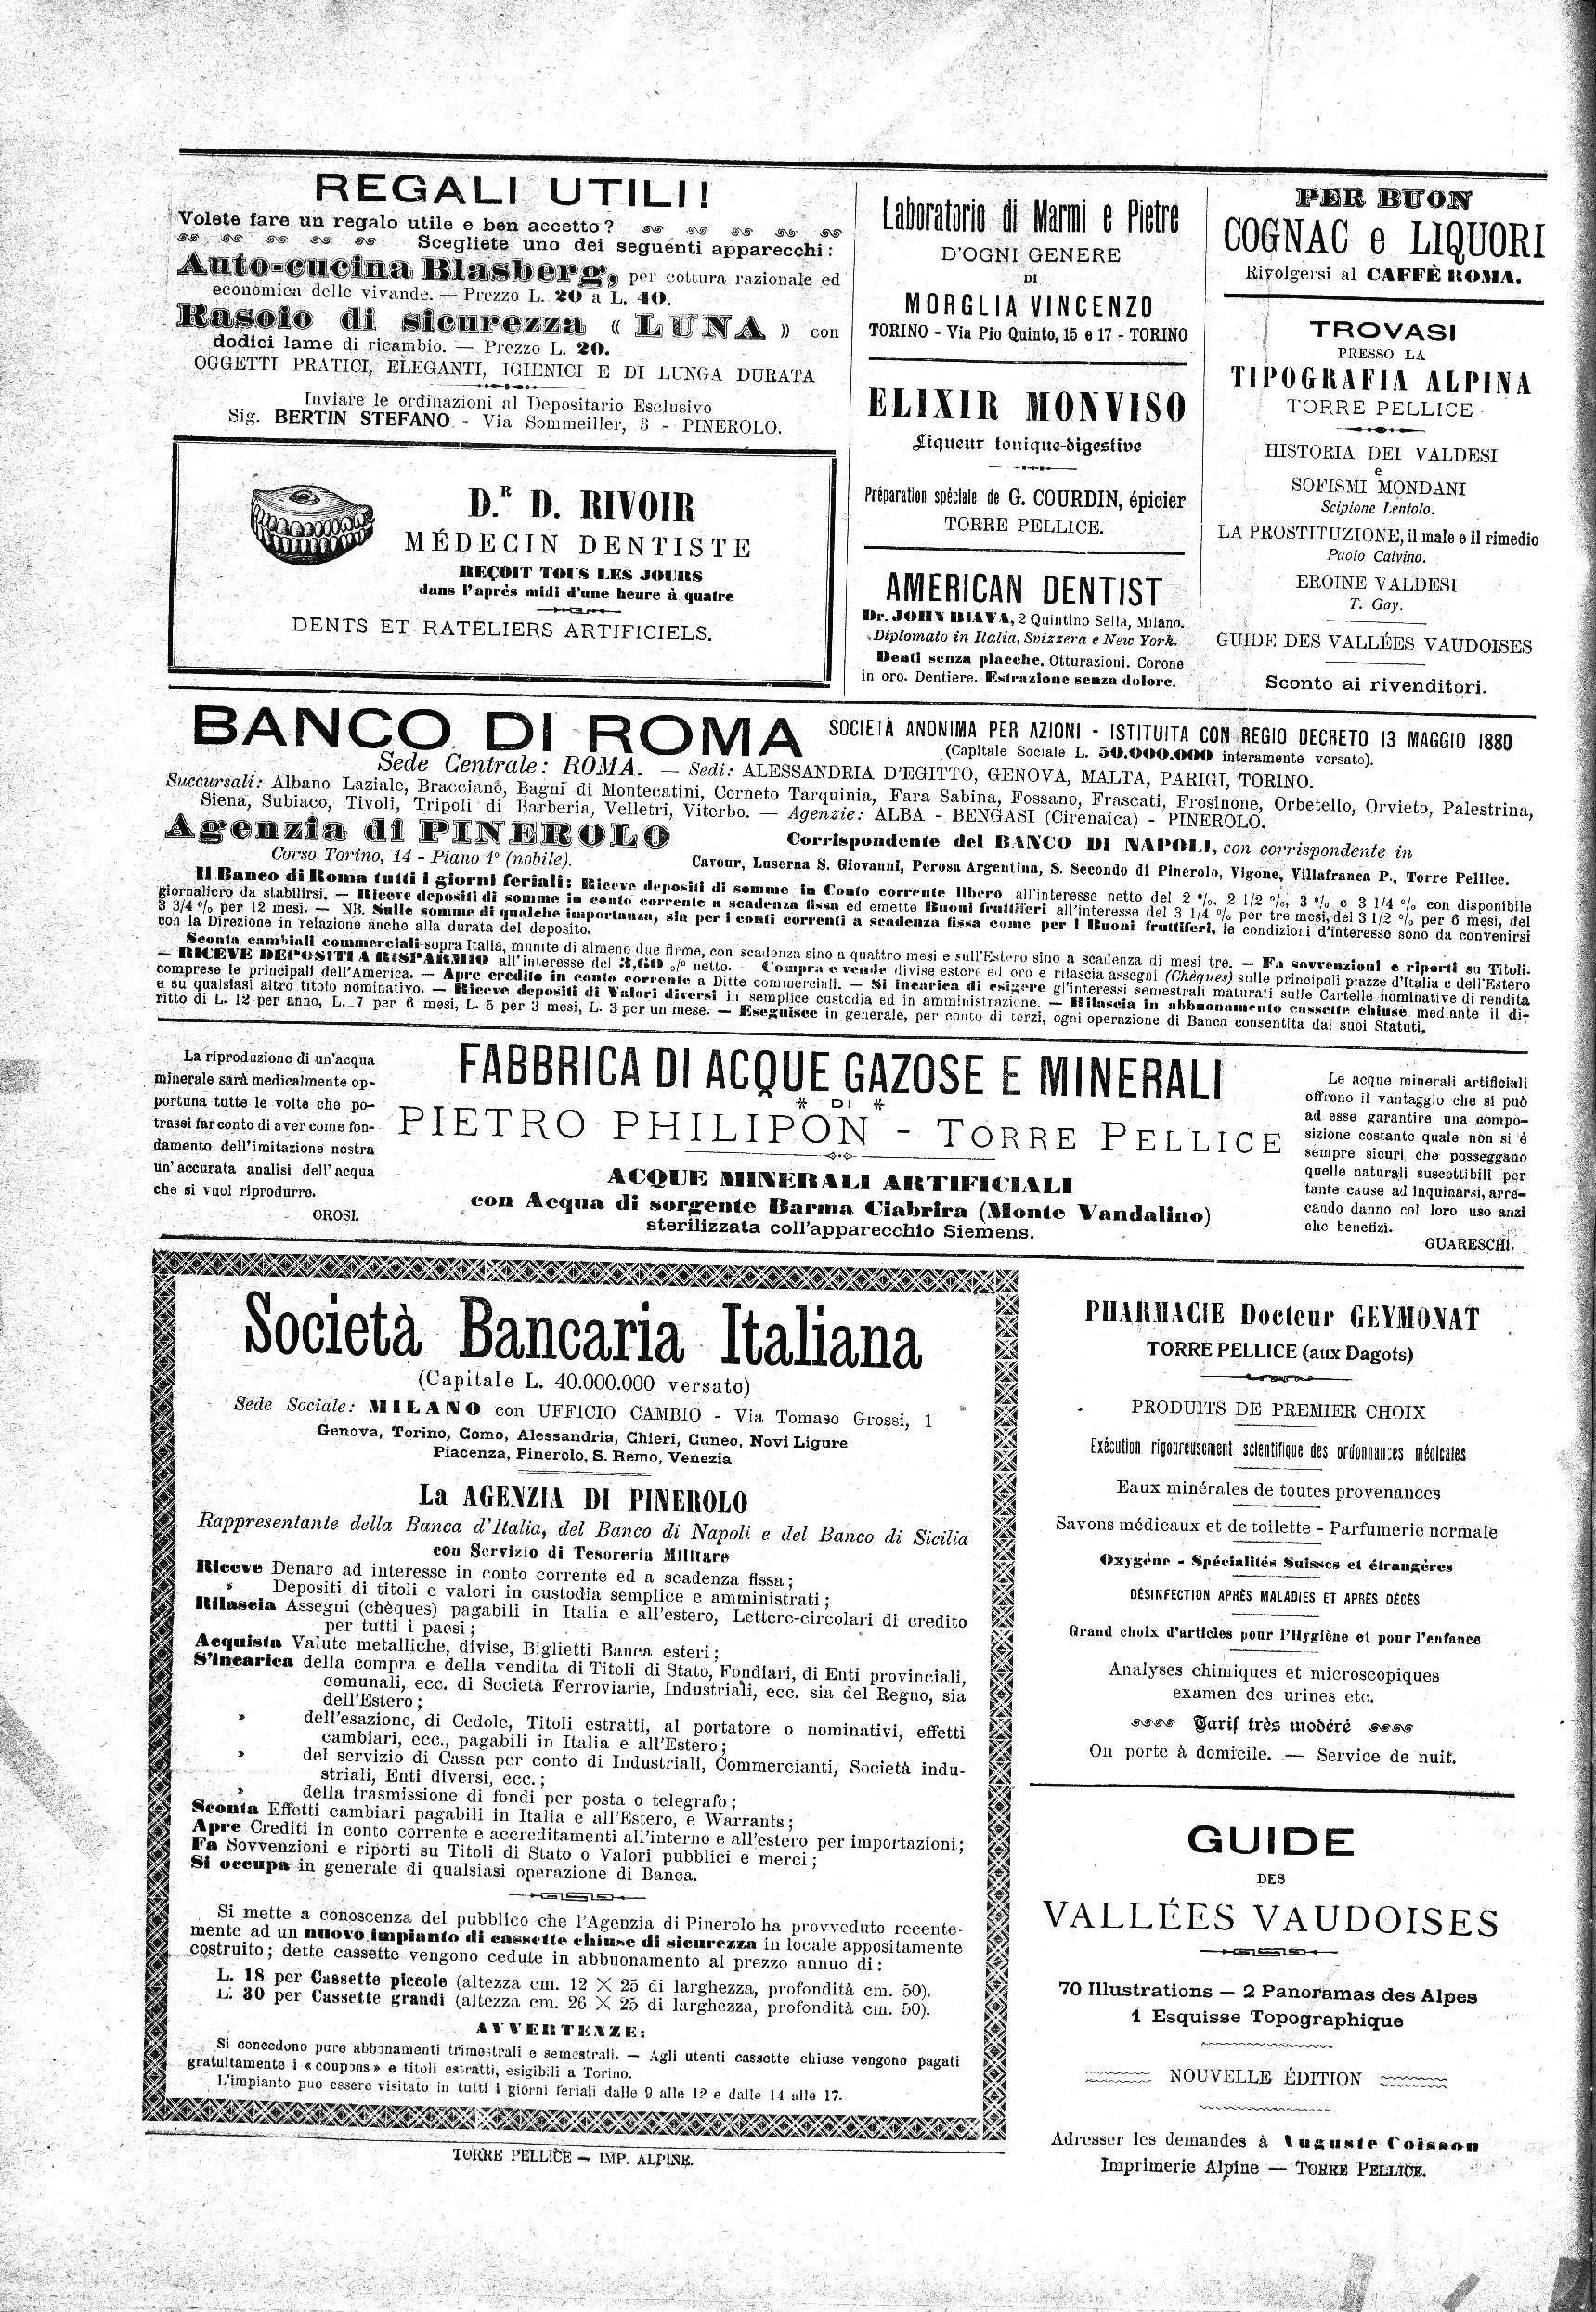 REGALI UTILI!
Volete fare un regalo utile e ben accetto?
Scegliete uno dei seguenti apparecchi:
Auto-cucina Blasberg, per cottura razionale ed
economica delle vivande. — Prezzo L. 20 a L. 40.
Rasoio di sicurezza « LUNA » con
dodici lame di ricambio. — Prezzo L. 20.
OGGETTI PRATICI, ELEGANTI, IGIENICI E DI LUNGA DURATA
Inviare le ordinazioni al Depositario Esclusivo
Sig. BERTIN STEFANO - Via Sommeiller, 3 - PINEROLO.
D.R D. RIVOIR
MÉDECIN DENTISTE
REÇOIT TOUS LES JOURS
dans l'après midi d'une heure à quatre
DENTS ET RATELIERS ARTIFICIELS.
Laboratorio di Marmi e Pietre
D'OGNI GENERE
DI
MORGLIA VINCENZO
TORINO - Via Pio Quinto, 15 e 17 - TORINO
ELIXIR MONVISO
Liqueur tonique-digestive
Préparation spéciale de G. COURDIN, épicier
TORRE PELLICE.
AMERICAN DENTIST
Dr. JOHN BIAVA, 2 Quintino Sella, Milano.
Diplomato in Italia, Svizzera e New York.
Denti senza placche. Otturazioni. Corone
in oro. Dentiere. Estrazione senza dolore.
PER BUON
COGNAC e LIQUORI
Rivolgersi al CAFFÈ ROMA.
TROVASI
PRESSO LA
TIPOGRAFIA ALPINA
TORRE PELLICE
HISTORIA DEI VALDESI
e
SOFISMI MONDANI
Scipione Lentolo.
LA PROSTITUZIONE, il male e il rimedio
Paolo Calvino.
EROINE VALDESI
T. Gay.
GUIDE DES VALLÉES VAUDOISES
Sconto ai rivenditori.
BANCO DI ROMA SOCIETÀ ANONIMA PER AZIONI - ISTITUITA CON REGIO DECRETO 13 MAGGIO 1880
(Capitale Sociale L. 50.000.000 interamente versato).
Sede Centrale: ROMA. — Sedi: ALESSANDRIA D'EGITTO, GENOVA, MALTA, PARIGI, TORINO.
Succursali: Albano Laziale, Bracciano, Bagni di Montecatini, Corneto Tarquinia, Fara Sabina, Fossano, Frascati, Frosinone, Orbetello, Orvieto, Palestrina,
Siena, Subiaco, Tivoli, Tripoli di Barberia, Velletri, Viterbo. — Agenzie: ALBA - BENGASI (Cirenaica) - PINEROLO.
Agenzia di PINEROLO
Corso Torino, 14 - Piano 1° (nobile).
Corrispondente del BANCO DI NAPOLI, con corrispondente in
Cavour, Luserna S. Giovanni, Perosa Argentina, S. Secondo di Pinerolo, Vigone, Villafranca P., Torre Pellice.
Il Banco di Roma tutti i giorni feriali: Riceve depositi di somme in Conto corrente libero all'interesse netto del 2 %, 2 1/2 %, 3 % e 3 1/4 % con disponibile
giornaliero da stabilirsi. — Riceve depositi di somme in conto corrente a scadenza fissa ed emette Buoni fruttiferi all'interesse del 3 1/4 % per tre mesi, del 3 1/2 % per 6 mesi, del
3 3/4 % per 12 mesi. — NB. Sulle somme di qualche importanza, sia per i conti correnti a scadenza fissa come per i Buoni fruttiferi, le condizioni d'interesse sono da convenirsi
con la Direzione in relazione anche alla durata del deposito.
Sconta cambiali commerciali sopra Italia, munite di almeno due firme, con scadenza sino a quattro mesi e sull'Estero sino a scadenza di mesi tre. — Fa sovvenzioni e riporti su Titoli.
— RICEVE DEPOSITI A RISPARMIO all'interesse del 3,60 % netto. — Compra e vende divise estere ed oro e rilascia assegni (Chèques) sulle principali piazze d'Italia e dell'Estero
comprese le principali dell'America. — Apre credito in conto corrente a Ditte commerciali. — Si incarica di esigere gl'interessi semestrali maturati sulle Cartelle nominative di rendita
e su qualsiasi altro titolo nominativo. — Riceve depositi di Valori diversi in semplice custodia ed in amministrazione. — Rilascia in abbuonamento cassette chiuse mediante il di-
ritto di L. 12 per anno, L. 7 per 6 mesi, L. 5 per 3 mesi, L. 3 per un mese. — Eseguisce in generale, per conto di terzi, ogni operazione di Banca consentita dai suoi Statuti.
La riproduzione di un'acqua
minerale sarà medicalmente op-
portuna tutte le volte che po-
trassi far conto di aver come fon-
damento dell'imitazione nostra
un'accurata analisi dell'acqua
che si vuol riprodurre.
OROSI.
FABBRICA DI ACQUE GAZOSE E MINERALI
* DI *
PIETRO PHILIPON - TORRE PELLICE
ACQUE MINERALI ARTIFICIALI
con Acqua di sorgente Barma Ciabrira (Monte Vandalino)
sterilizzata coll'apparecchio Siemens.
Le acque minerali artificiali
offrono il vantaggio che si può
ad esse garantire una compo-
sizione costante quale non si è
sempre sicuri che posseggano
quelle naturali suscettibili per
tante cause ad inquinarsi, arre-
cando danno col loro uso anzi
che benefizi.
GUARESCHI.
Società Bancaria Italiana
(Capitale L. 40.000.000 versato)
Sede Sociale: MILANO con UFFICIO CAMBIO - Via Tomaso Grossi, 1
Genova, Torino, Como, Alessandria, Chieri, Cuneo, Novi Ligure
Piacenza, Pinerolo, S. Remo, Venezia
La AGENZIA DI PINEROLO
Rappresentante della Banca d'Italia, del Banco di Napoli e del Banco di Sicilia
con Servizio di Tesoreria Militare
Riceve Denaro ad interesse in conto corrente ed a scadenza fissa;
» Depositi di titoli e valori in custodia semplice e amministrati;
Rilascia Assegni (chèques) pagabili in Italia e all'estero, Lettere-circolari di credito
per tutti i paesi;
Acquista Valute metalliche, divise, Biglietti Banca esteri;
S'incarica della compra e della vendita di Titoli di Stato, Fondiari, di Enti provinciali,
comunali, ecc. di Società Ferroviarie, Industriali, ecc. sia del Regno, sia
dell'Estero;
» dell'esazione, di Cedole, Titoli estratti, al portatore o nominativi, effetti
cambiari, ecc., pagabili in Italia e all'Estero;
» del servizio di Cassa per conto di Industriali, Commercianti, Società indu-
striali, Enti diversi, ecc.;
» della trasmissione di fondi per posta o telegrafo;
Sconta Effetti cambiari pagabili in Italia e all'Estero, e Warrants;
Apre Crediti in conto corrente e accreditamenti all'interno e all'estero per importazioni;
Fa Sovvenzioni e riporti su Titoli di Stato o Valori pubblici e merci;
Si occupa in generale di qualsiasi operazione di Banca.
Si mette a conoscenza del pubblico che l'Agenzia di Pinerolo ha provveduto recente-
mente ad un nuovo impianto di cassette chiuse di sicurezza in locale appositamente
costruito; dette cassette vengono cedute in abbuonamento al prezzo annuo di:
L. 18 per Cassette piccole (altezza cm. 12 × 25 di larghezza, profondità cm. 50).
L. 30 per Cassette grandi (altezza cm. 26 × 25 di larghezza, profondità cm. 50).
AVVERTENZE:
Si concedono pure abbonamenti trimestrali e semestrali. — Agli utenti cassette chiuse vengono pagati
gratuitamente i « coupons » e titoli estratti, esigibili a Torino.
L'impianto può essere visitato in tutti i giorni feriali dalle 9 alle 12 e dalle 14 alle 17.
TORRE PELLICE — IMP. ALPINE.
PHARMACIE Docteur GEYMONAT
TORRE PELLICE (aux Dagots)
PRODUITS DE PREMIER CHOIX
Exécution rigoureusement scientifique des ordonnances médicales
Eaux minérales de toutes provenances
Savons médicaux et de toilette - Parfumerie normale
Oxygène - Spécialités Suisses et étrangéres
DÉSINFECTION APRÈS MALADIES ET APRÈS DÉCÈS
Grand choix d'articles pour l'Hygiène et pour l'enfance
Analyses chimiques et microscopiques
examen des urines etc.
Tarif très modéré
On porte à domicile. — Service de nuit.
GUIDE
DES
VALLÉES VAUDOISES
70 Illustrations — 2 Panoramas des Alpes
1 Esquisse Topographique
NOUVELLE ÉDITION
Adresser les demandes à Auguste Coisson
Imprimerie Alpine — TORRE PELLICE.